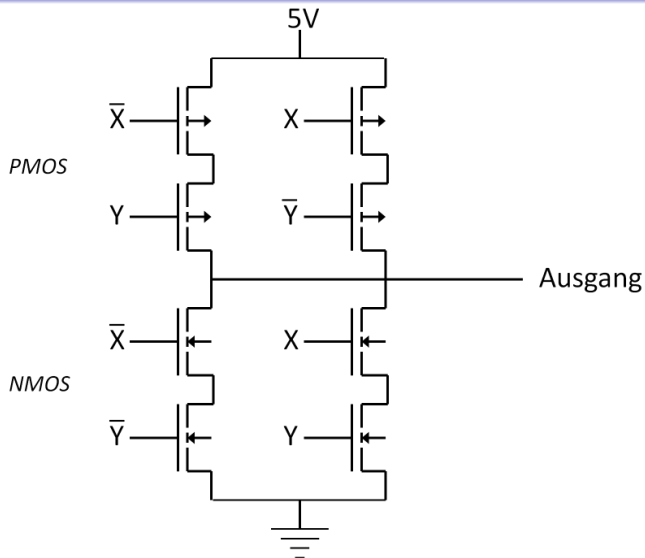 5V
X̅ X
PMOS
Y Y̅
Ausgang
X̅ X
NMOS
Y̅ Y